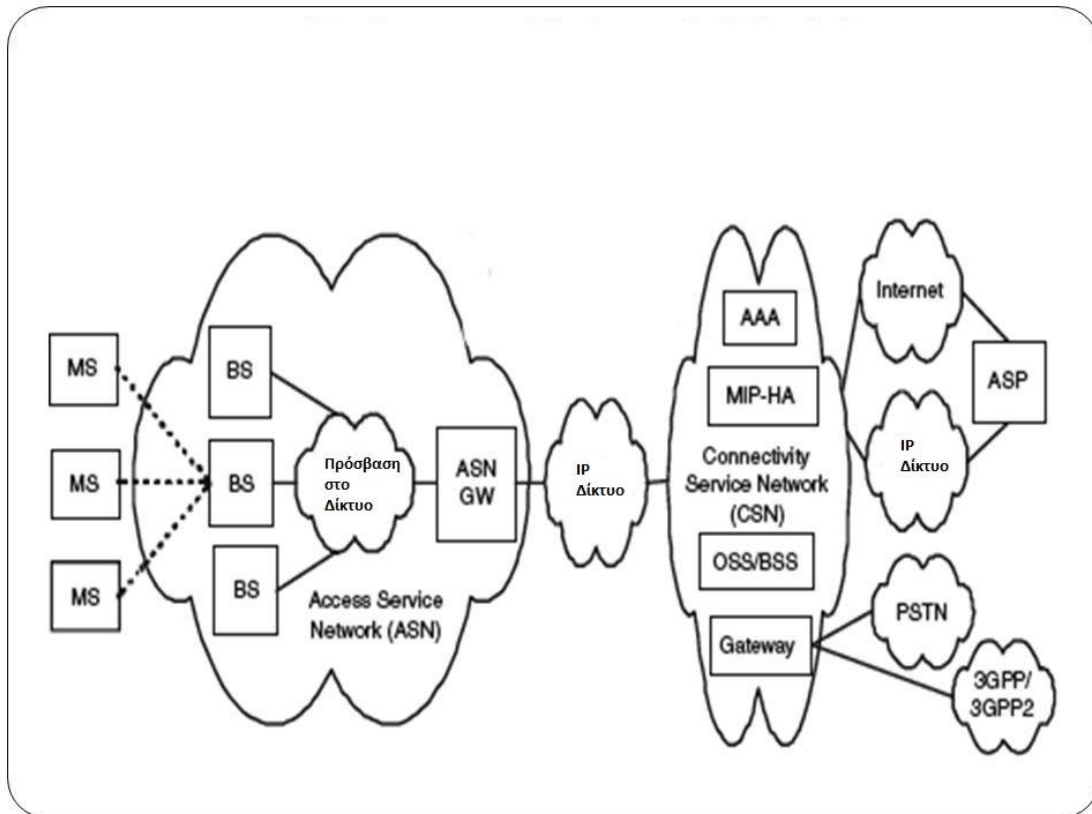 MS
MS
MS
BS
BS
BS
Πρόσβαση
στο
Δίκτυο
ASN
GW
Access Service
Network (ASN)
IP
Δίκτυο
AAA
MIP-HA
Connectivity
Service Network
(CSN)
OSS/BSS
Gateway
Internet
IP
Δίκτυο
ASP
PSTN
3GPP/
3GPP2